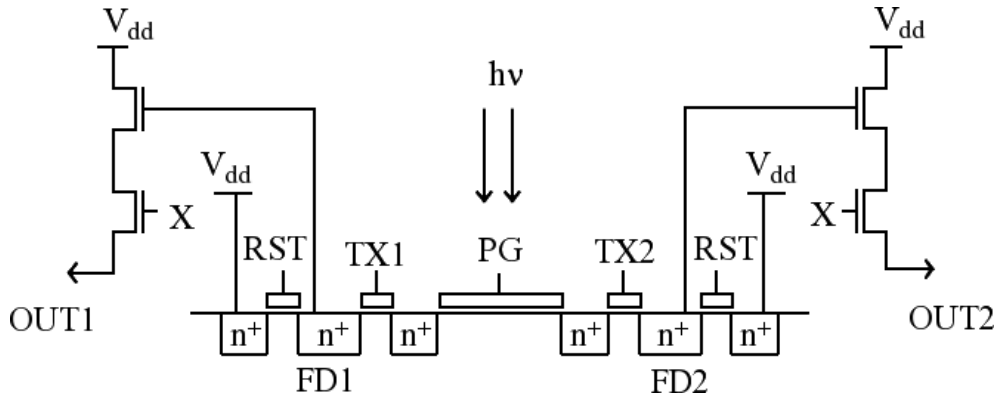 Vdd
Vdd
hν
Vdd
Vdd
X
X
RST
TX1
PG
TX2
RST
OUT1
OUT2
n+
n+
n+
n+
n+
n+
FD1
FD2